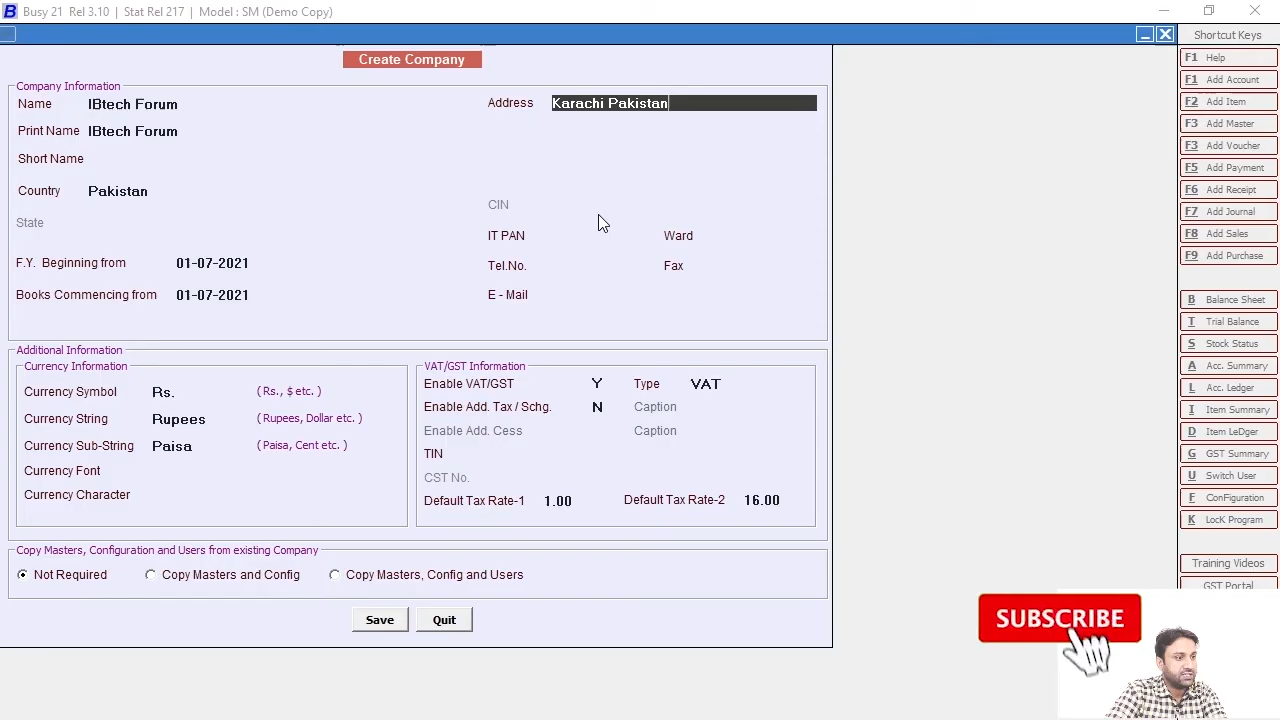 Busy 21 Rel 3.10 | Stat Rel 217 | Model : SM (Demo Copy)
Create Company
Company Information
Name IBtech Forum
Address Karachi Pakistan
Print Name IBtech Forum
Short Name
Country Pakistan
CIN
State
IT PAN Ward
F.Y. Beginning from 01-07-2021
Tel.No. Fax
Books Commencing from 01-07-2021
E - Mail
Additional Information
Currency Information
Currency Symbol Rs. (Rs., $ etc. )
Currency String Rupees (Rupees, Dollar etc. )
Currency Sub-String Paisa (Paisa, Cent etc. )
Currency Font
Currency Character
VAT/GST Information
Enable VAT/GST Y Type VAT
Enable Add. Tax / Schg. N Caption
Enable Add. Cess Caption
TIN
CST No.
Default Tax Rate-1 1.00 Default Tax Rate-2 16.00
Copy Masters, Configuration and Users from existing Company
Not Required Copy Masters and Config Copy Masters, Config and Users
Save Quit
Shortcut Keys
F1 Help
F1 Add Account
F2 Add Item
F3 Add Master
F3 Add Voucher
F5 Add Payment
F6 Add Receipt
F7 Add Journal
F8 Add Sales
F9 Add Purchase
B Balance Sheet
T Trial Balance
S Stock Status
A Acc. Summary
L Acc. Ledger
I Item Summary
D Item LeDger
G GST Summary
U Switch User
F ConFiguration
K LocK Program
Training Videos
GST Portal
SUBSCRIBE